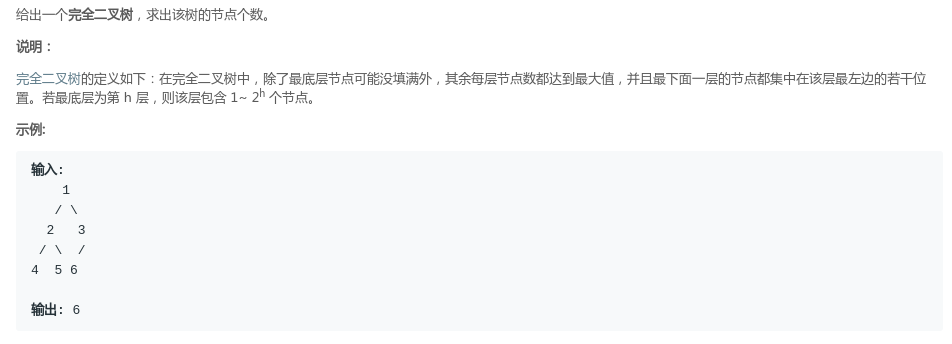 给出一个完全二叉树，求出该树的节点个数。
说明：
完全二叉树的定义如下：在完全二叉树中，除了最底层节点可能没填满外，其余每层节点数都达到最大值，并且最下面一层的节点都集中在该层最左边的若干位
置。若最底层为第 h 层，则该层包含 1~ 2^h 个节点。
示例:
输入:
    1
   / \
  2   3
 / \  /
4  5 6
输出: 6